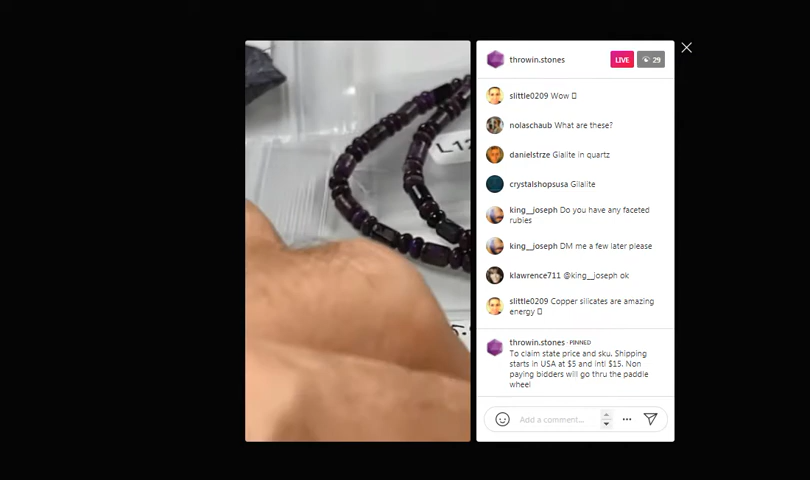 throwin.stones LIVE 29
slittle0209 Wow
nolaschaub What are these?
L12
danielstrze Glalite in quartz
crystalshopsusa Gilalite
king__joseph Do you have any faceted
rubies
king__joseph DM me a few later please
klawrence711 @king__joseph ok
slittle0209 Copper silicates are amazing
energy
throwin.stones · PINNED
To claim state price and sku. Shipping
starts in USA at $5 and intl $15. Non
paying bidders will go thru the paddle
wheel
Add a comment...